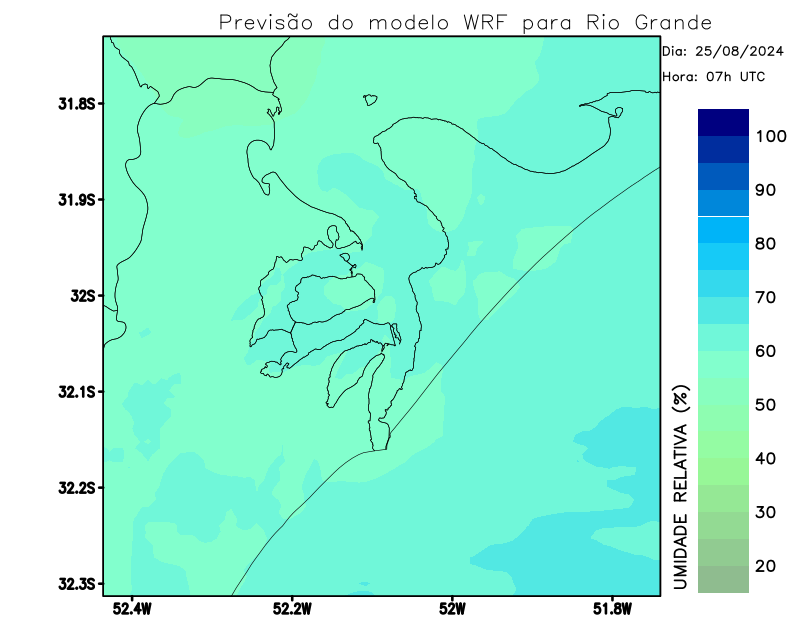 Previsão do modelo WRF para Rio Grande
Dia: 25/08/2024
Hora: 07h UTC
31.8S
31.9S
32S
32.1S
32.2S
32.3S
52.4W
52.2W
52W
51.8W
UMIDADE RELATIVA (%)
100
90
80
70
60
50
40
30
20